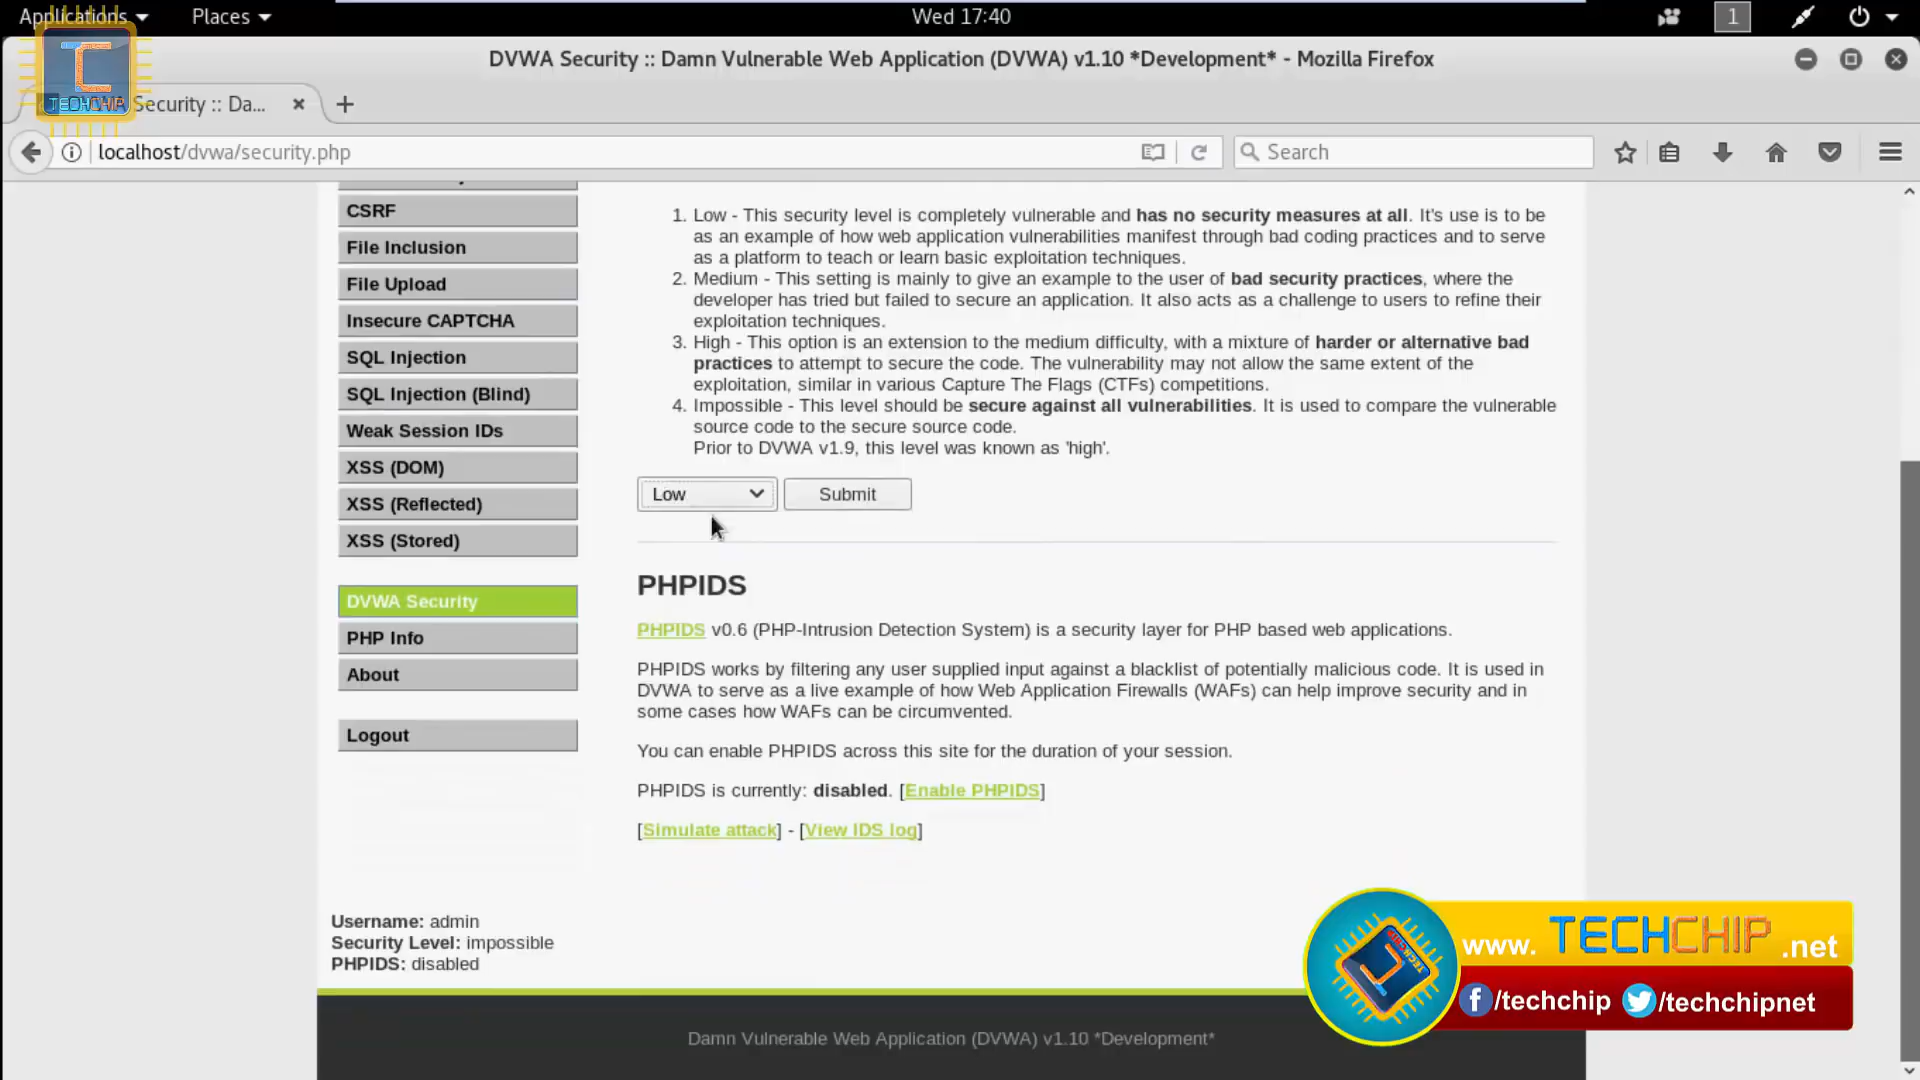 Applications Places Wed 17:40 1
DVWA Security :: Damn Vulnerable Web Application (DVWA) v1.10 *Development* - Mozilla Firefox
TECHCHIP
Security :: Da...
localhost/dvwa/security.php Search
CSRF
File Inclusion
File Upload
Insecure CAPTCHA
SQL Injection
SQL Injection (Blind)
Weak Session IDs
XSS (DOM)
XSS (Reflected)
XSS (Stored)
DVWA Security
PHP Info
About
Logout
1. Low - This security level is completely vulnerable and has no security measures at all. It's use is to be
as an example of how web application vulnerabilities manifest through bad coding practices and to serve
as a platform to teach or learn basic exploitation techniques.
2. Medium - This setting is mainly to give an example to the user of bad security practices, where the
developer has tried but failed to secure an application. It also acts as a challenge to users to refine their
exploitation techniques.
3. High - This option is an extension to the medium difficulty, with a mixture of harder or alternative bad
practices to attempt to secure the code. The vulnerability may not allow the same extent of the
exploitation, similar in various Capture The Flags (CTFs) competitions.
4. Impossible - This level should be secure against all vulnerabilities. It is used to compare the vulnerable
source code to the secure source code.
Prior to DVWA v1.9, this level was known as 'high'.
Low Submit
PHPIDS
PHPIDS v0.6 (PHP-Intrusion Detection System) is a security layer for PHP based web applications.
PHPIDS works by filtering any user supplied input against a blacklist of potentially malicious code. It is used in
DVWA to serve as a live example of how Web Application Firewalls (WAFs) can help improve security and in
some cases how WAFs can be circumvented.
You can enable PHPIDS across this site for the duration of your session.
PHPIDS is currently: disabled. [Enable PHPIDS]
[Simulate attack] - [View IDS log]
Username: admin
Security Level: impossible
PHPIDS: disabled
www. TECHCHIP .net
/techchip /techchipnet
Damn Vulnerable Web Application (DVWA) v1.10 *Development*